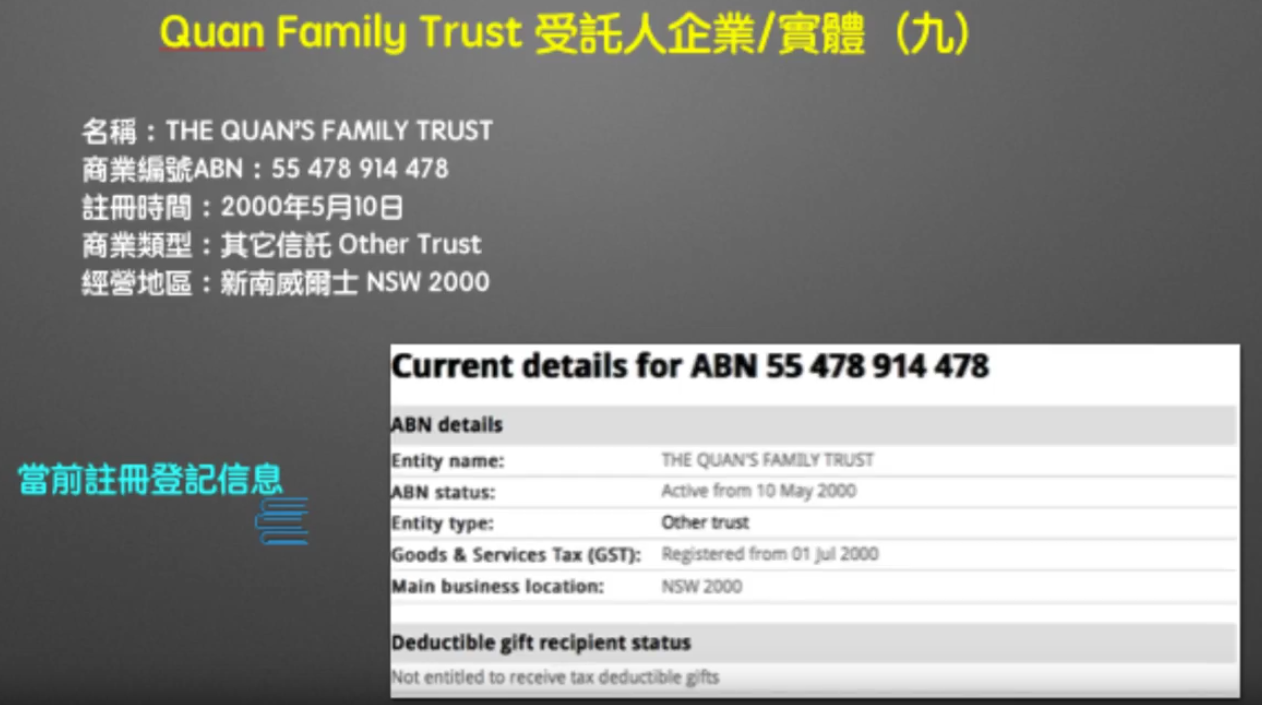 Quan Family Trust 受託人企業/實體（九）
名稱：THE QUAN'S FAMILY TRUST
商業編號ABN：55 478 914 478
註冊時間：2000年5月10日
商業類型：其它信託 Other Trust
經營地區：新南威爾士 NSW 2000
當前註冊登記信息
Current details for ABN 55 478 914 478
ABN details
Entity name: THE QUAN'S FAMILY TRUST
ABN status: Active from 10 May 2000
Entity type: Other trust
Goods & Services Tax (GST): Registered from 01 Jul 2000
Main business location: NSW 2000
Deductible gift recipient status
Not entitled to receive tax deductible gifts